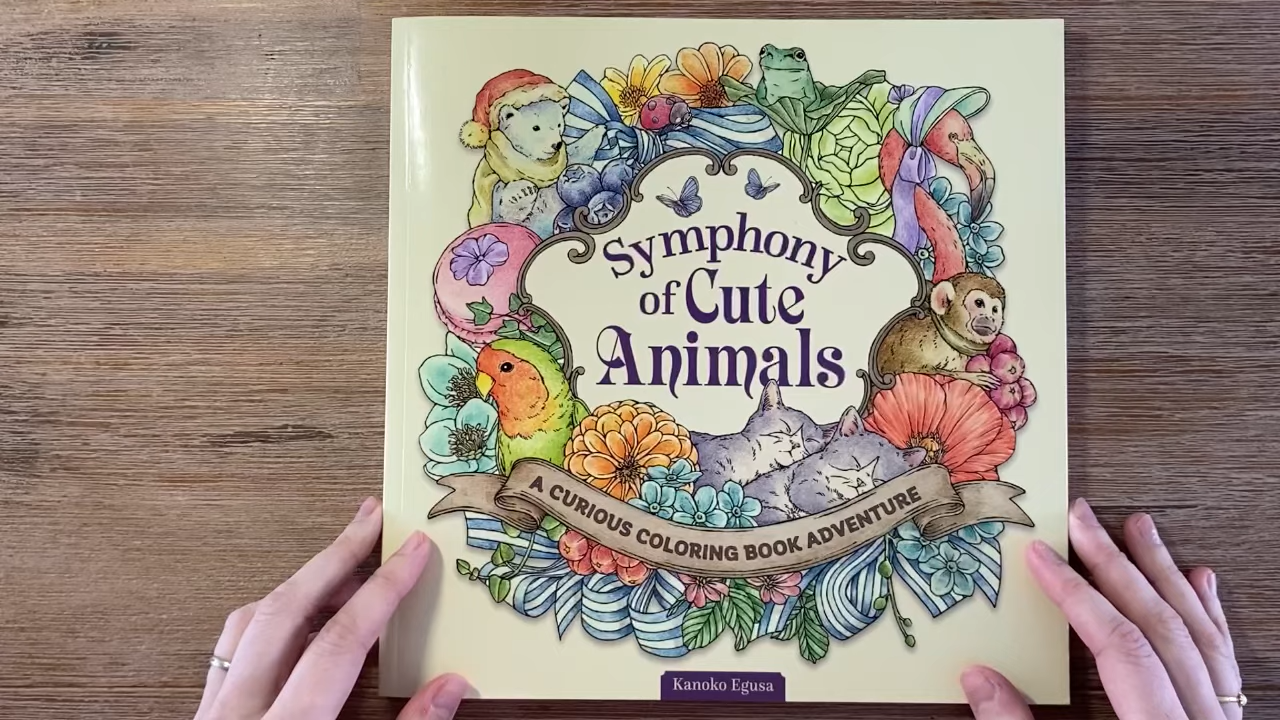 Symphony
of Cute
Animals
A CURIOUS COLORING BOOK ADVENTURE
Kanoko Egusa